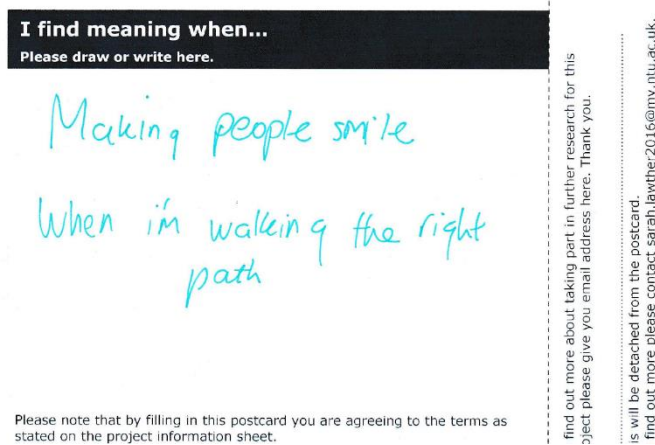 I find meaning when...
Please draw or write here.
Making people smile
When i'm walking the right
path
Please note that by filling in this postcard you are agreeing to the terms as
stated on the project information sheet.
find out more about taking part in further research for this
ject please give you email address here. Thank you.
s will be detached from the postcard.
find out more please contact sarah.lawther2016@my.ntu.ac.uk.